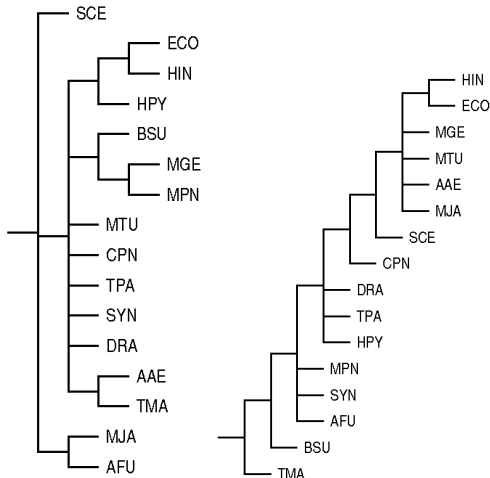 SCE
ECO
HIN
HPY
BSU
MGE
MPN
MTU
CPN
TPA
SYN
DRA
AAE
TMA
MJA
AFU
HIN
ECO
MGE
MTU
AAE
MJA
SCE
CPN
DRA
TPA
HPY
MPN
SYN
AFU
BSU
TMA